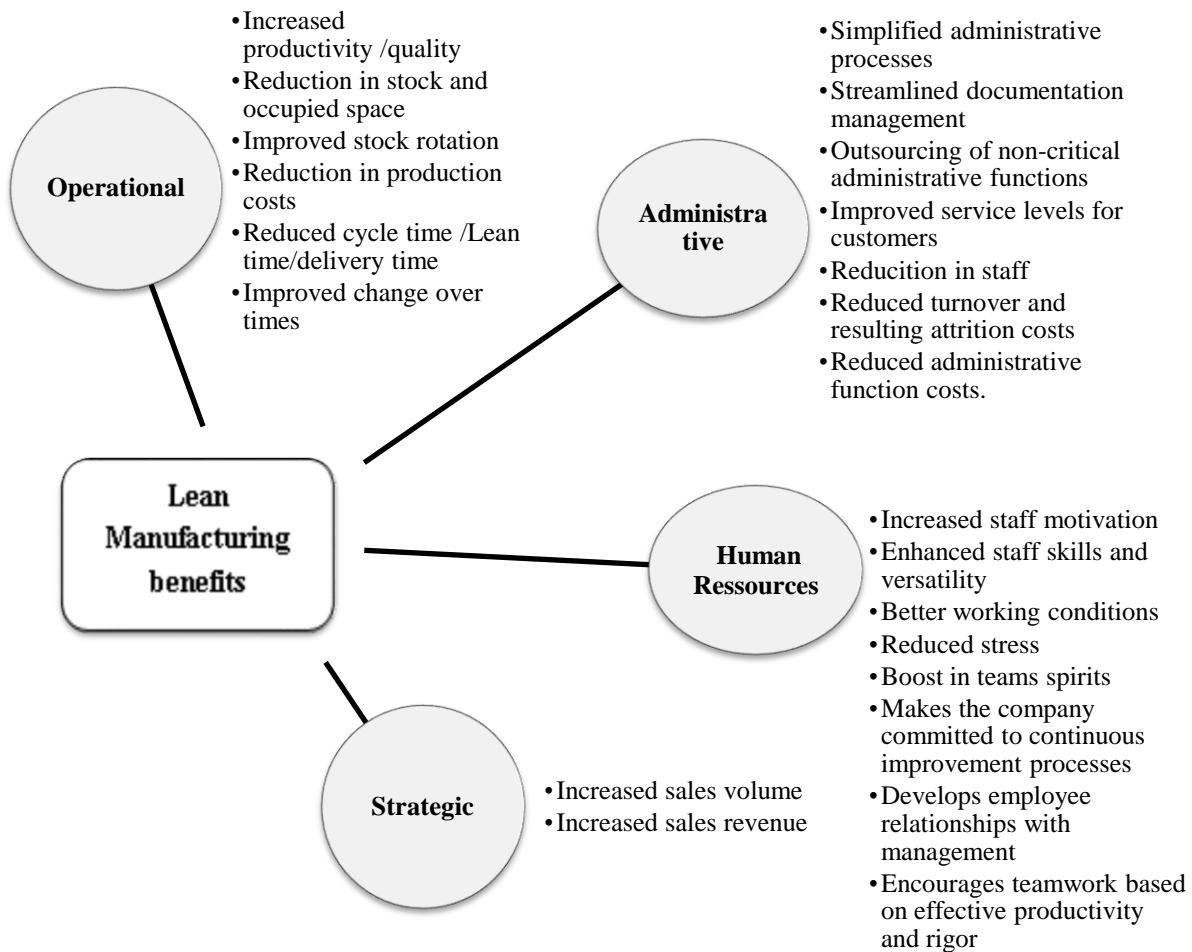 •Increased
productivity /quality
•Reduction in stock and
occupied space
•Improved stock rotation
•Reduction in production
costs
•Reduced cycle time /Lean
time/delivery time
•Improved change over
times
Operational
•Simplified administrative
processes
•Streamlined documentation
management
•Outsourcing of non-critical
administrative functions
•Improved service levels for
customers
•Reducition in staff
•Reduced turnover and
resulting attrition costs
•Reduced administrative
function costs.
Administra
tive
Lean
Manufacturing
benefits
Human
Ressources
•Increased staff motivation
•Enhanced staff skills and
versatility
•Better working conditions
•Reduced stress
•Boost in teams spirits
•Makes the company
committed to continuous
improvement processes
•Develops employee
relationships with
management
•Encourages teamwork based
on effective productivity
and rigor
Strategic
•Increased sales volume
•Increased sales revenue